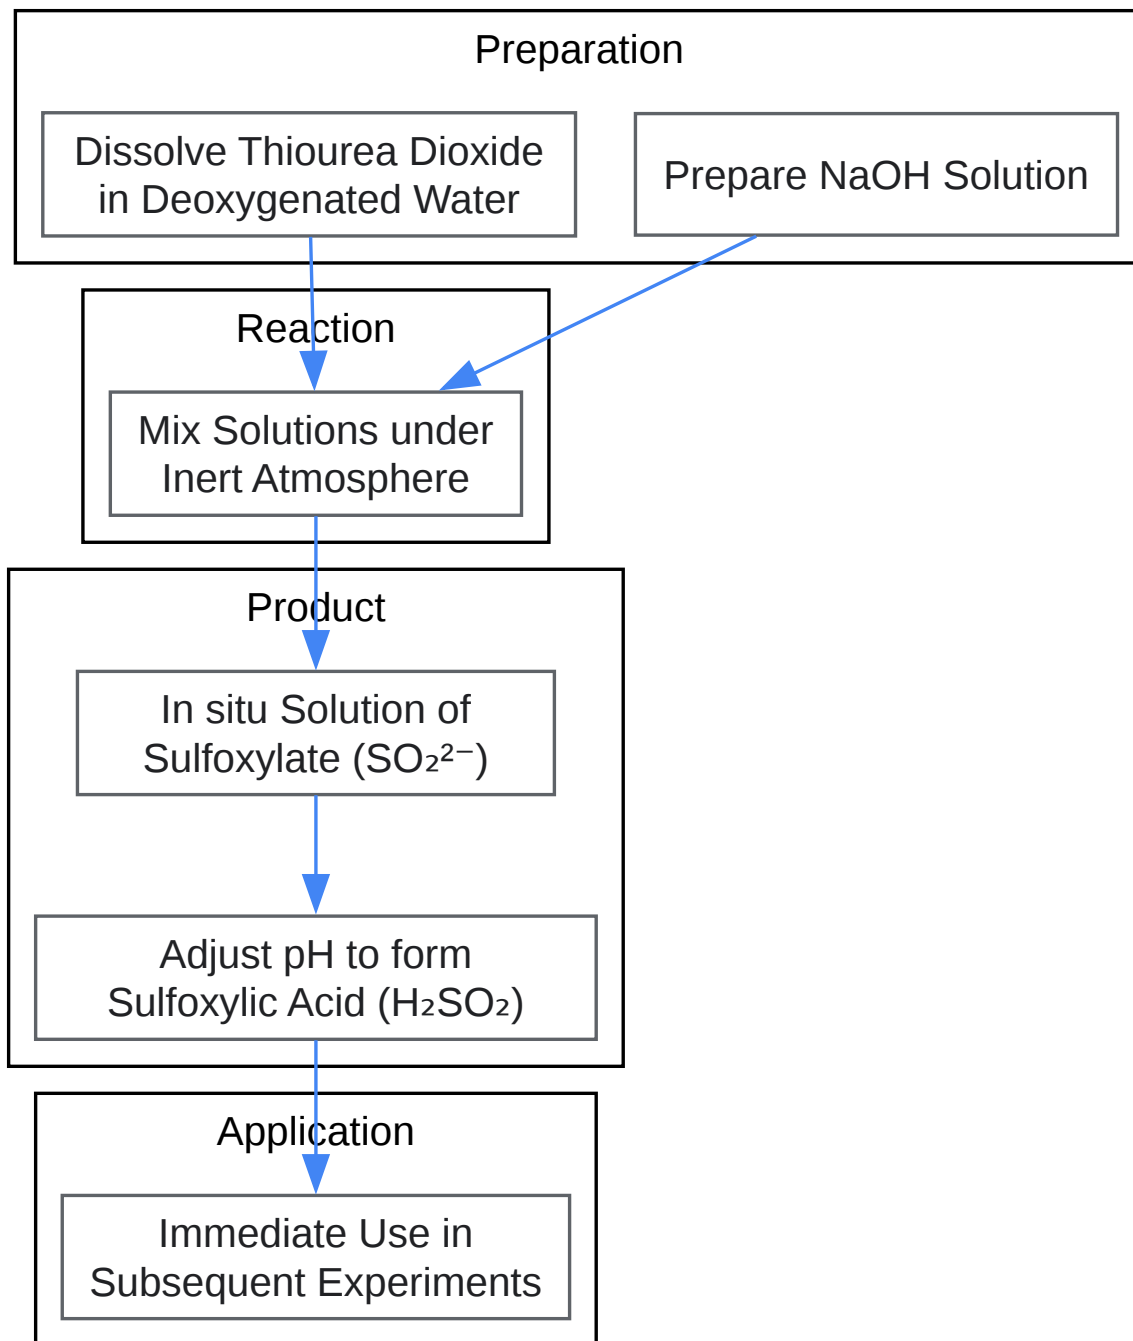 Preparation
Dissolve Thiourea Dioxide
in Deoxygenated Water
Prepare NaOH Solution
Reaction
Mix Solutions under
Inert Atmosphere
Product
In situ Solution of
Sulfoxylate (SO₂²⁻)
Adjust pH to form
Sulfoxylic Acid (H₂SO₂)
Application
Immediate Use in
Subsequent Experiments